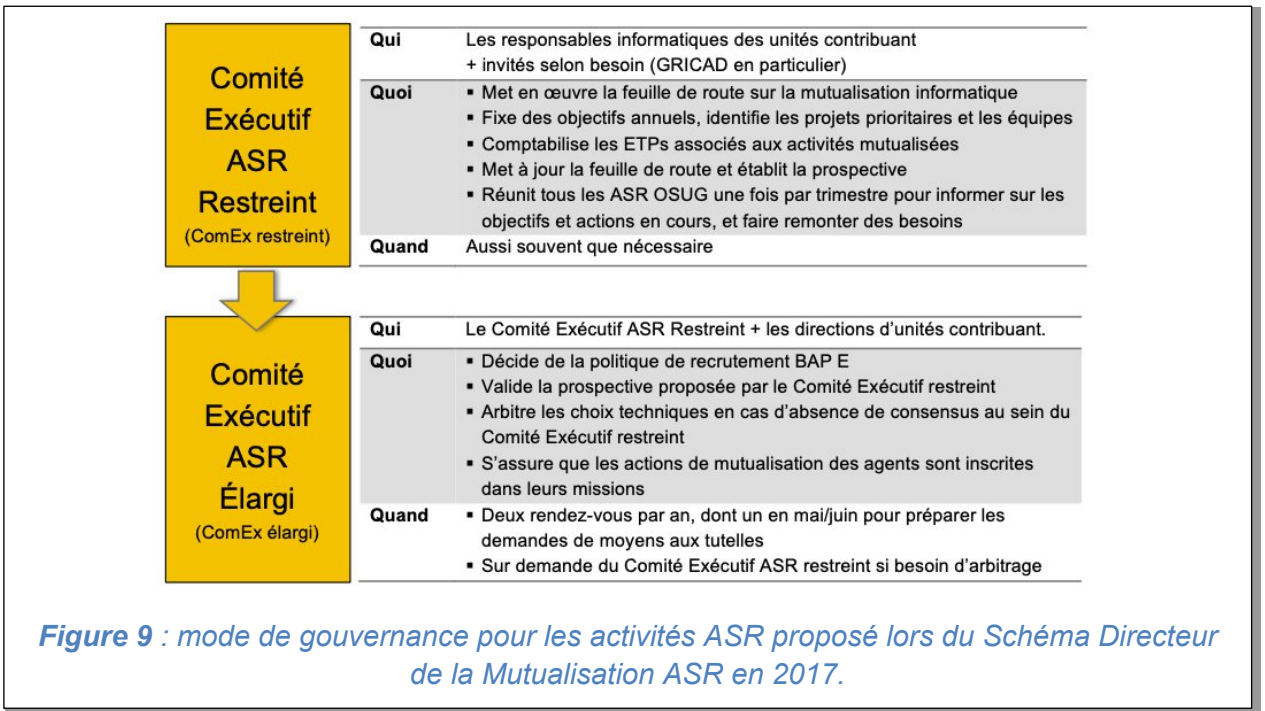 Comité
Exécutif
ASR
Restreint
(ComEx restreint)
Qui
Les responsables informatiques des unités contribuant
+ invités selon besoin (GRICAD en particulier)
Quoi
▪ Met en œuvre la feuille de route sur la mutualisation informatique
▪ Fixe des objectifs annuels, identifie les projets prioritaires et les équipes
▪ Comptabilise les ETPs associés aux activités mutualisées
▪ Met à jour la feuille de route et établit la prospective
▪ Réunit tous les ASR OSUG une fois par trimestre pour informer sur les
objectifs et actions en cours, et faire remonter des besoins
Quand
Aussi souvent que nécessaire
Comité
Exécutif
ASR
Élargi
(ComEx élargi)
Qui
Le Comité Exécutif ASR Restreint + les directions d'unités contribuant.
Quoi
▪ Décide de la politique de recrutement BAP E
▪ Valide la prospective proposée par le Comité Exécutif restreint
▪ Arbitre les choix techniques en cas d'absence de consensus au sein du
Comité Exécutif restreint
▪ S'assure que les actions de mutualisation des agents sont inscrites
dans leurs missions
Quand
▪ Deux rendez-vous par an, dont un en mai/juin pour préparer les
demandes de moyens aux tutelles
▪ Sur demande du Comité Exécutif ASR restreint si besoin d'arbitrage
Figure 9 : mode de gouvernance pour les activités ASR proposé lors du Schéma Directeur
de la Mutualisation ASR en 2017.